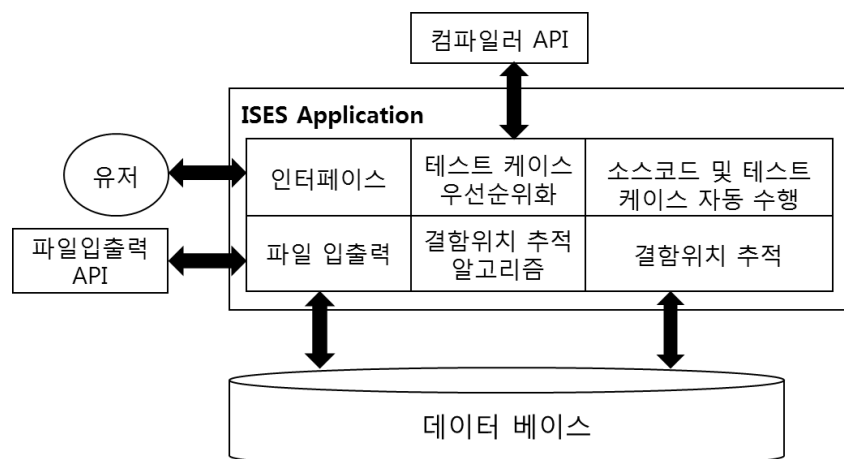 컴파일러 API
ISES Application
유저
인터페이스
테스트 케이스
우선순위화
소스코드 및 테스트
케이스 자동 수행
파일입출력
API
파일 입출력
결함위치 추적
알고리즘
결함위치 추적
데이터 베이스